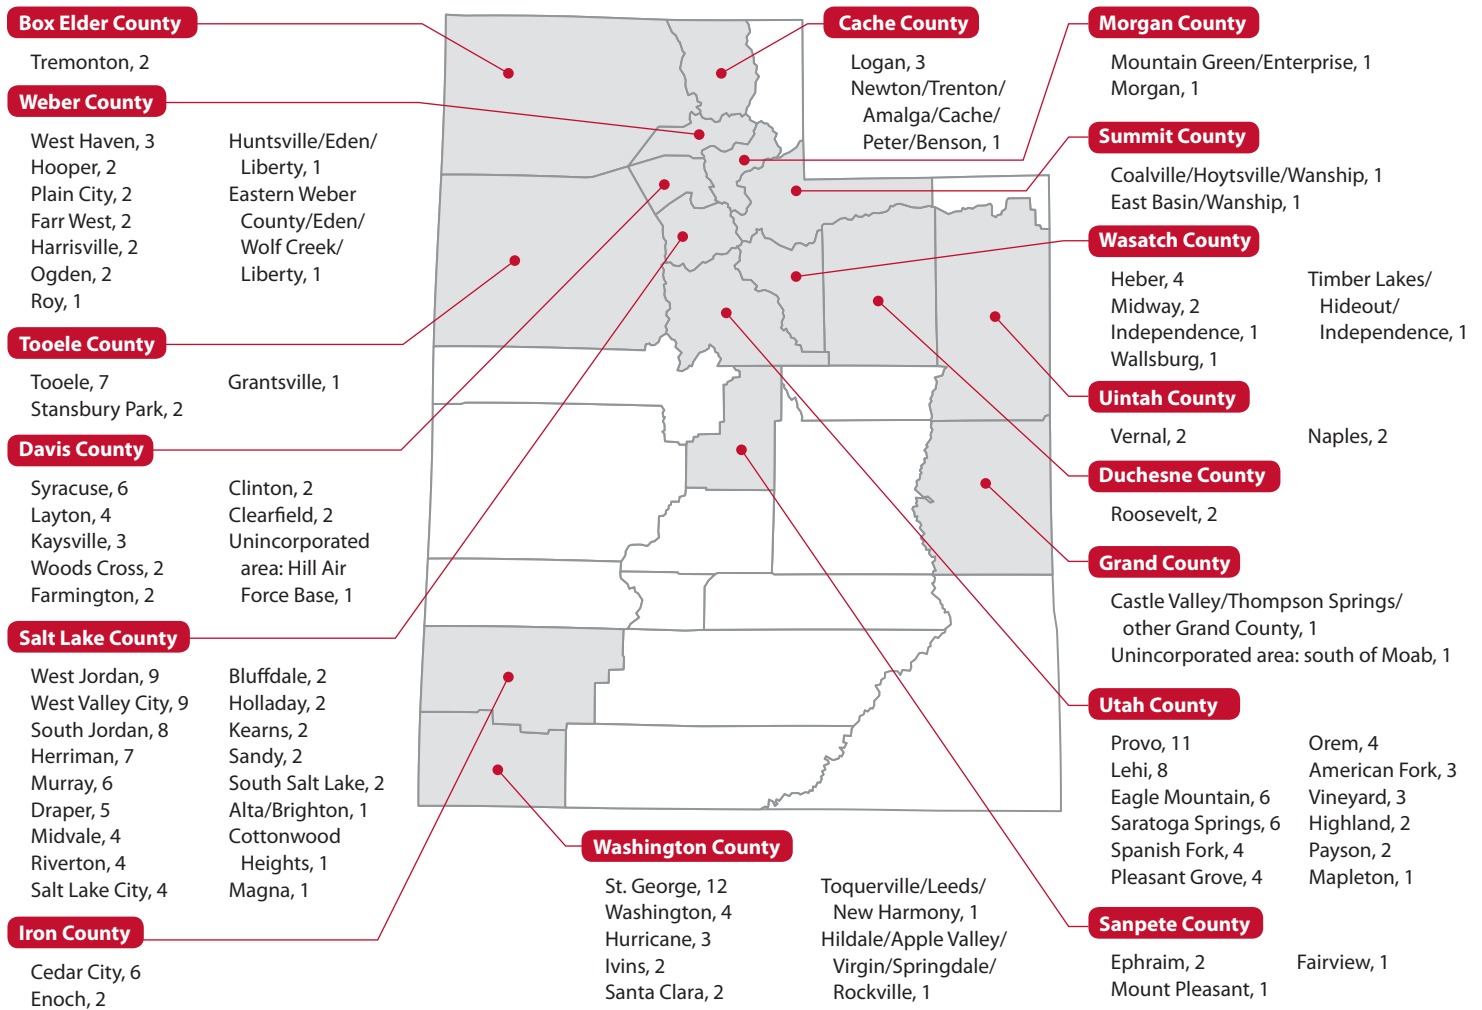 Box Elder County
Tremonton, 2
Weber County
West Haven, 3
Hooper, 2
Plain City, 2
Farr West, 2
Harrisville, 2
Ogden, 2
Roy, 1
Huntsville/Eden/
Liberty, 1
Eastern Weber
County/Eden/
Wolf Creek/
Liberty, 1
Tooele County
Tooele, 7
Stansbury Park, 2
Grantsville, 1
Davis County
Syracuse, 6
Layton, 4
Kaysville, 3
Woods Cross, 2
Farmington, 2
Clinton, 2
Clearfield, 2
Unincorporated
area: Hill Air
Force Base, 1
Salt Lake County
West Jordan, 9
West Valley City, 9
South Jordan, 8
Herriman, 7
Murray, 6
Draper, 5
Midvale, 4
Riverton, 4
Salt Lake City, 4
Bluffdale, 2
Holladay, 2
Kearns, 2
Sandy, 2
South Salt Lake, 2
Alta/Brighton, 1
Cottonwood
Heights, 1
Magna, 1
Iron County
Cedar City, 6
Enoch, 2
Washington County
St. George, 12
Washington, 4
Hurricane, 3
Ivins, 2
Santa Clara, 2
Toquerville/Leeds/
New Harmony, 1
Hildale/Apple Valley/
Virgin/Springdale/
Rockville, 1
Cache County
Logan, 3
Newton/Trenton/
Amalga/Cache/
Peter/Benson, 1
Morgan County
Mountain Green/Enterprise, 1
Morgan, 1
Summit County
Coalville/Hoytsville/Wanship, 1
East Basin/Wanship, 1
Wasatch County
Heber, 4
Midway, 2
Independence, 1
Wallsburg, 1
Timber Lakes/
Hideout/
Independence, 1
Uintah County
Vernal, 2
Naples, 2
Duchesne County
Roosevelt, 2
Grand County
Castle Valley/Thompson Springs/
other Grand County, 1
Unincorporated area: south of Moab, 1
Utah County
Provo, 11
Lehi, 8
Eagle Mountain, 6
Saratoga Springs, 6
Spanish Fork, 4
Pleasant Grove, 4
Orem, 4
American Fork, 3
Vineyard, 3
Highland, 2
Payson, 2
Mapleton, 1
Sanpete County
Ephraim, 2
Mount Pleasant, 1
Fairview, 1